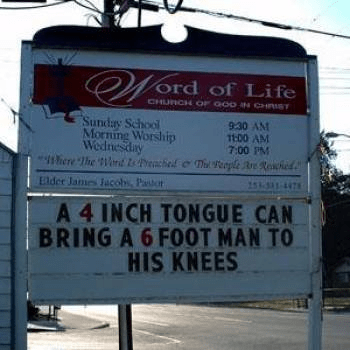 Word of Life
CHURCH OF GOD IN CHRIST
Sunday School 9:30 AM
Morning Worship 11:00 AM
Wednesday 7:00 PM
"Where The Word Is Preached & The People Are Reached."
Elder James Jacobs, Pastor
A 4 INCH TONGUE CAN
BRING A 6 FOOT MAN TO
HIS KNEES